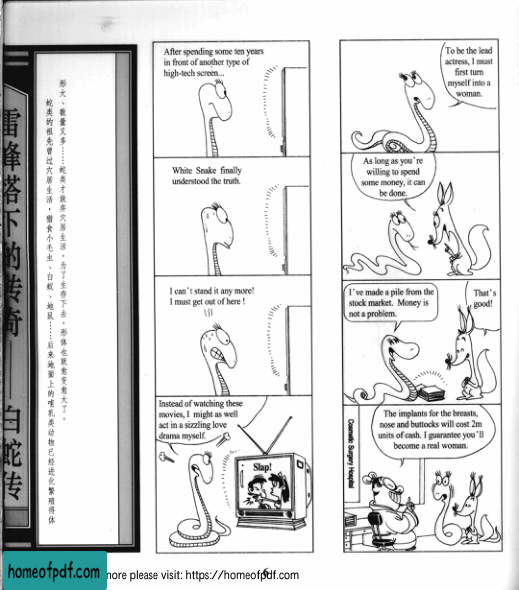 雷峰塔下的传奇——白蛇传
蛇类的祖先曾过穴居生活，猎食小毛虫、白蚁、地鼠……后来地面上的哺乳类动物已经进化繁殖得体
形大、数量又多……蛇类才放弃穴居生活，为了生存下去，形体也就愈变愈大了。
After spending some ten years
in front of another type of
high-tech screen...
White Snake finally
understood the truth.
I can't stand it any more!
I must get out of here !
Instead of watching these
movies, I might as well
act in a sizzling love
drama myself.
Slap!
To be the lead
actress, I must
first turn
myself into a
woman.
As long as you're
willing to spend
some money, it can
be done.
I've made a pile from the
stock market. Money is
not a problem.
That's
good!
The implants for the breasts,
nose and buttocks will cost 2m
units of cash. I guarantee you'll
become a real woman.
Cosmetic Surgery Hospital
6
homeofpdf.com
more please visit: https://homeofpdf.com